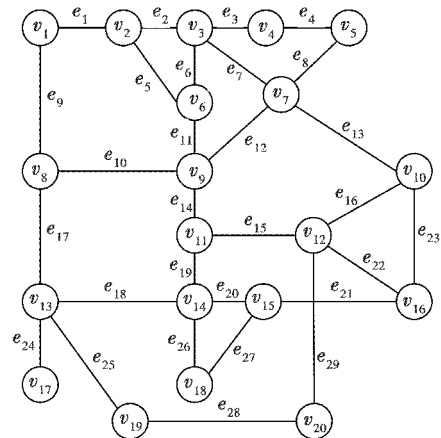 e₁ e₂ e₃ e₄
v₁ v₂ v₃ v₄ v₅
e₅ e₆ e₇ e₈
v₆ v₇
e₉ e₁₀ e₁₁ e₁₂ e₁₃
v₈ v₉ v₁₀
e₁₄ e₁₆
e₁₇ v₁₁ e₁₅ v₁₂ e₂₂ e₂₃
e₁₈ e₁₉ e₂₀ e₂₁
v₁₃ v₁₄ v₁₅ v₁₆
e₂₄ e₂₅ e₂₆ e₂₇ e₂₉
v₁₇ v₁₈
v₁₉ e₂₈ v₂₀